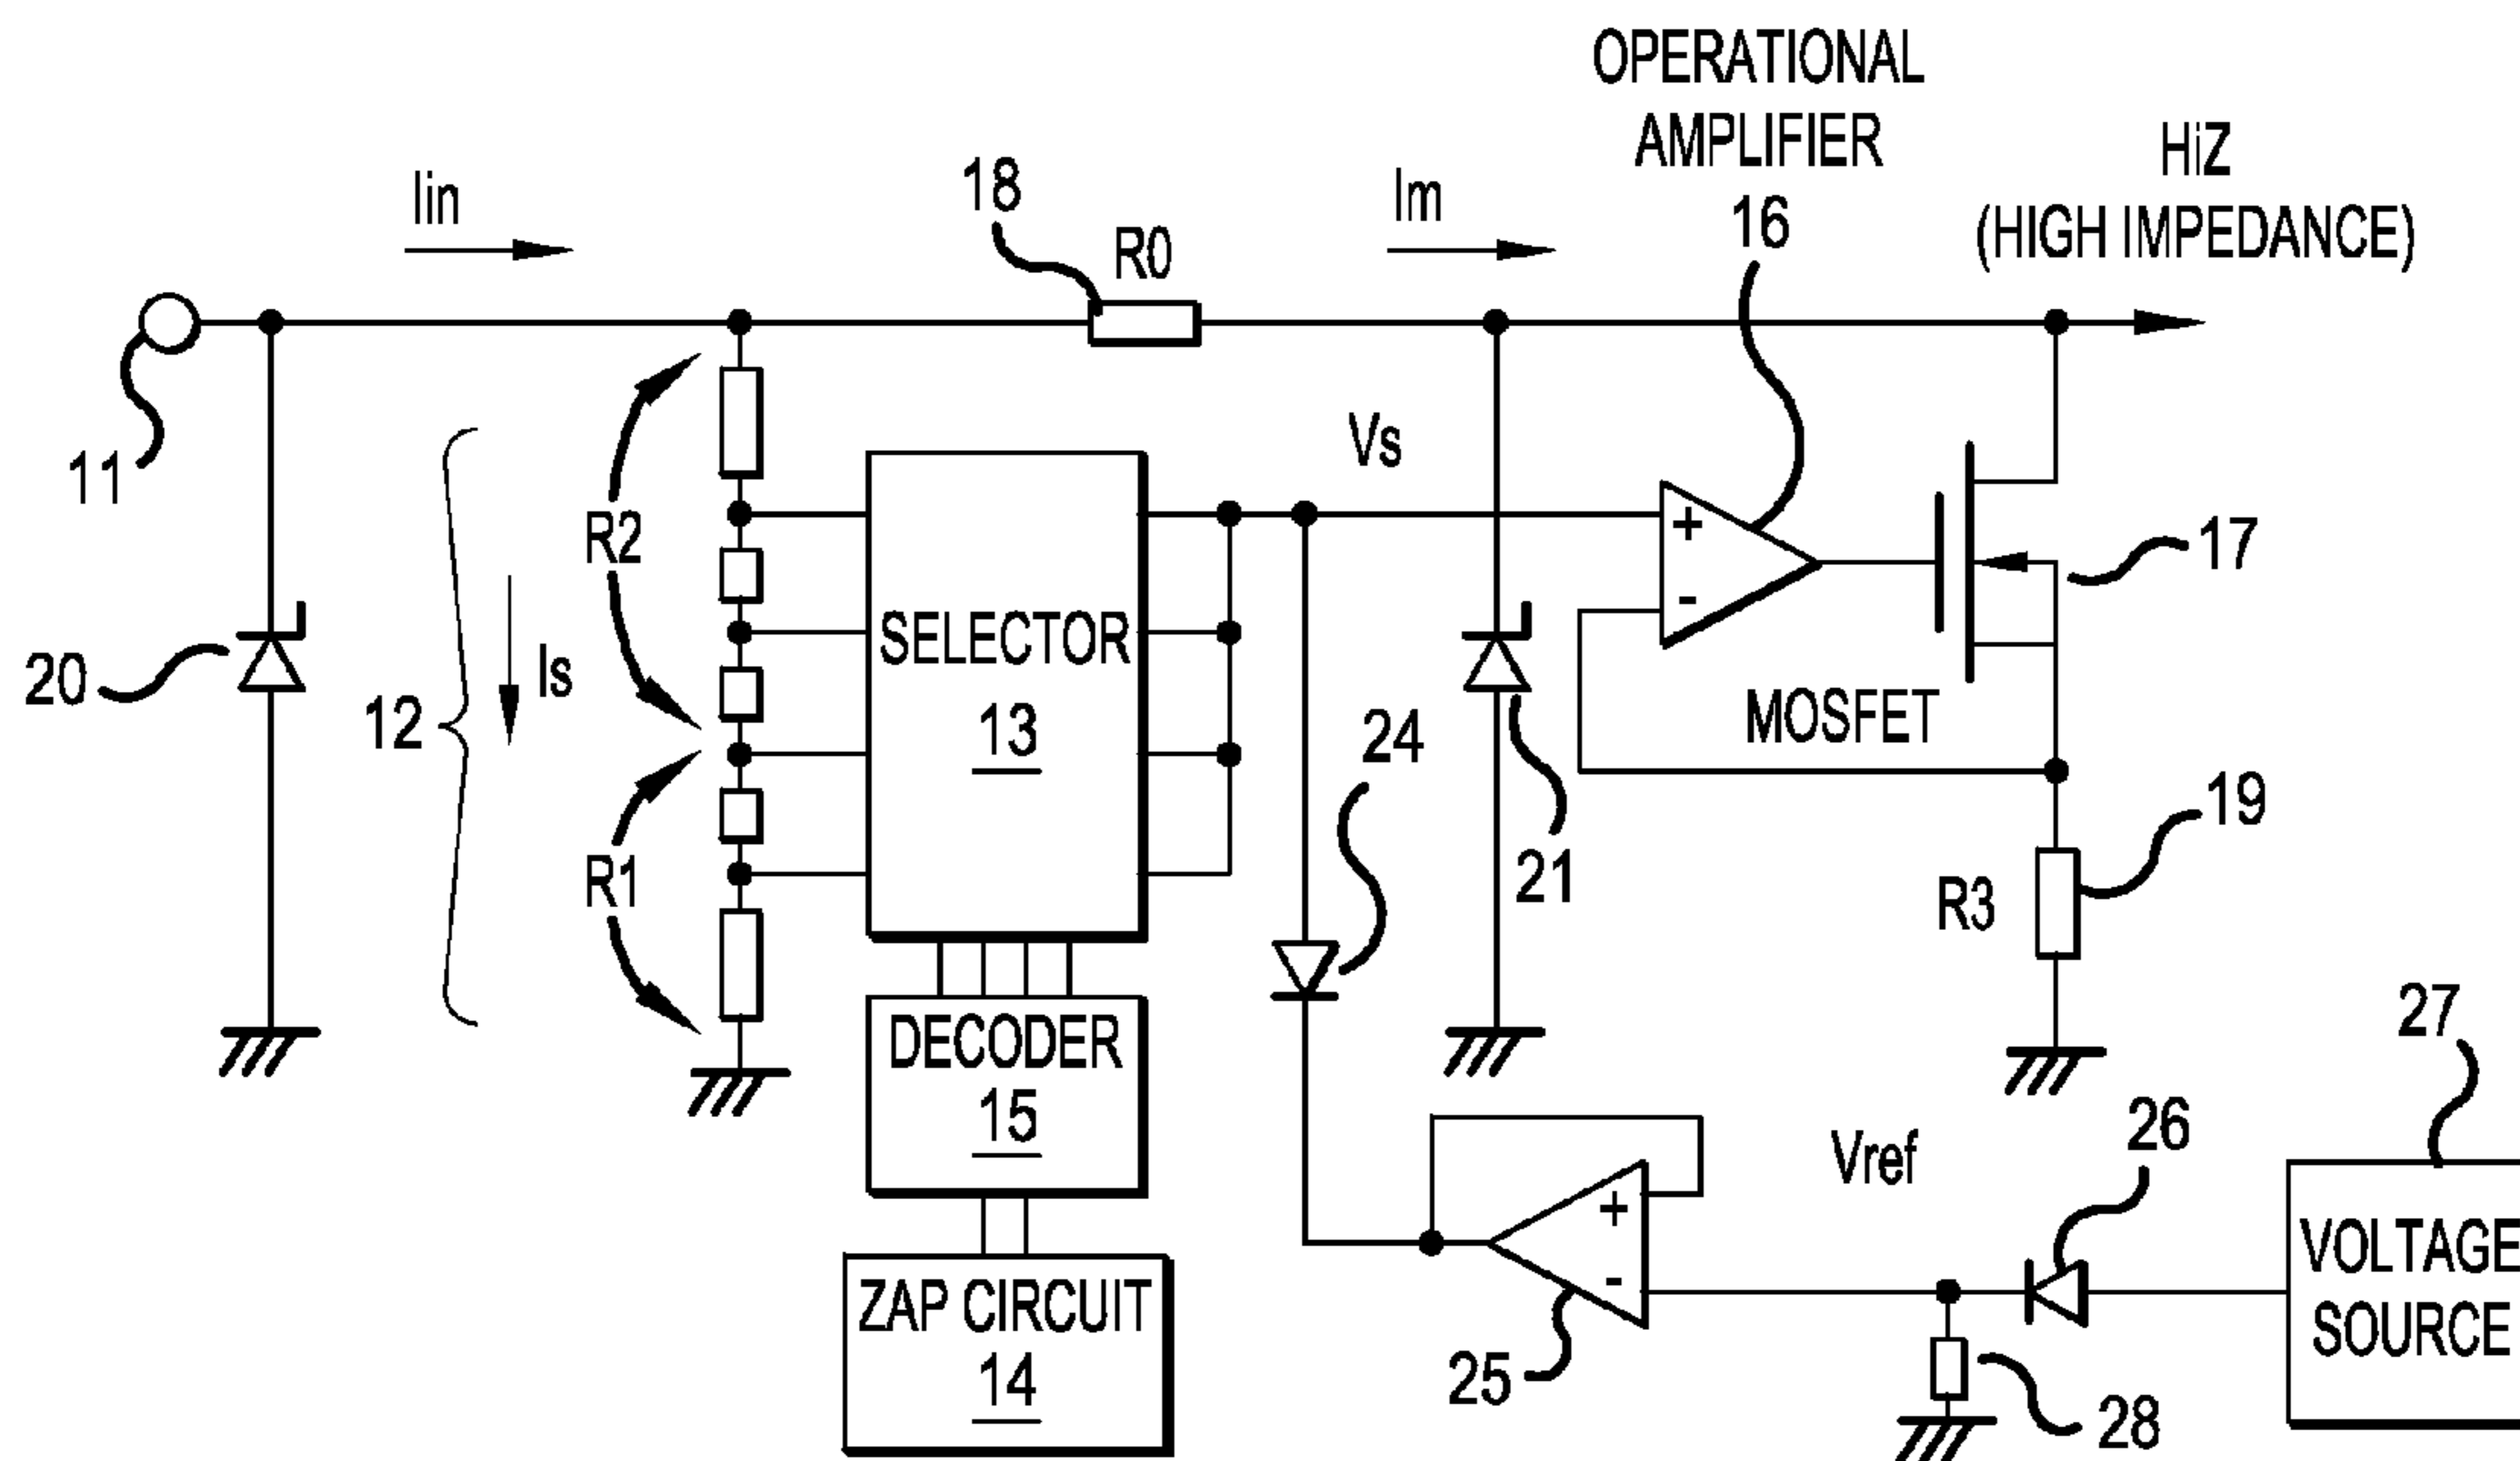 OPERATIONAL
AMPLIFIER
16
HiZ
(HIGH IMPEDANCE)
Iin
18
R0
Im
11
R2
Vs
+
-
17
SELECTOR
13
20
12
Is
MOSFET
24
21
19
R1
R3
DECODER
15
27
Vref
26
+
-
VOLTAGE
SOURCE
ZAP CIRCUIT
14
25
28